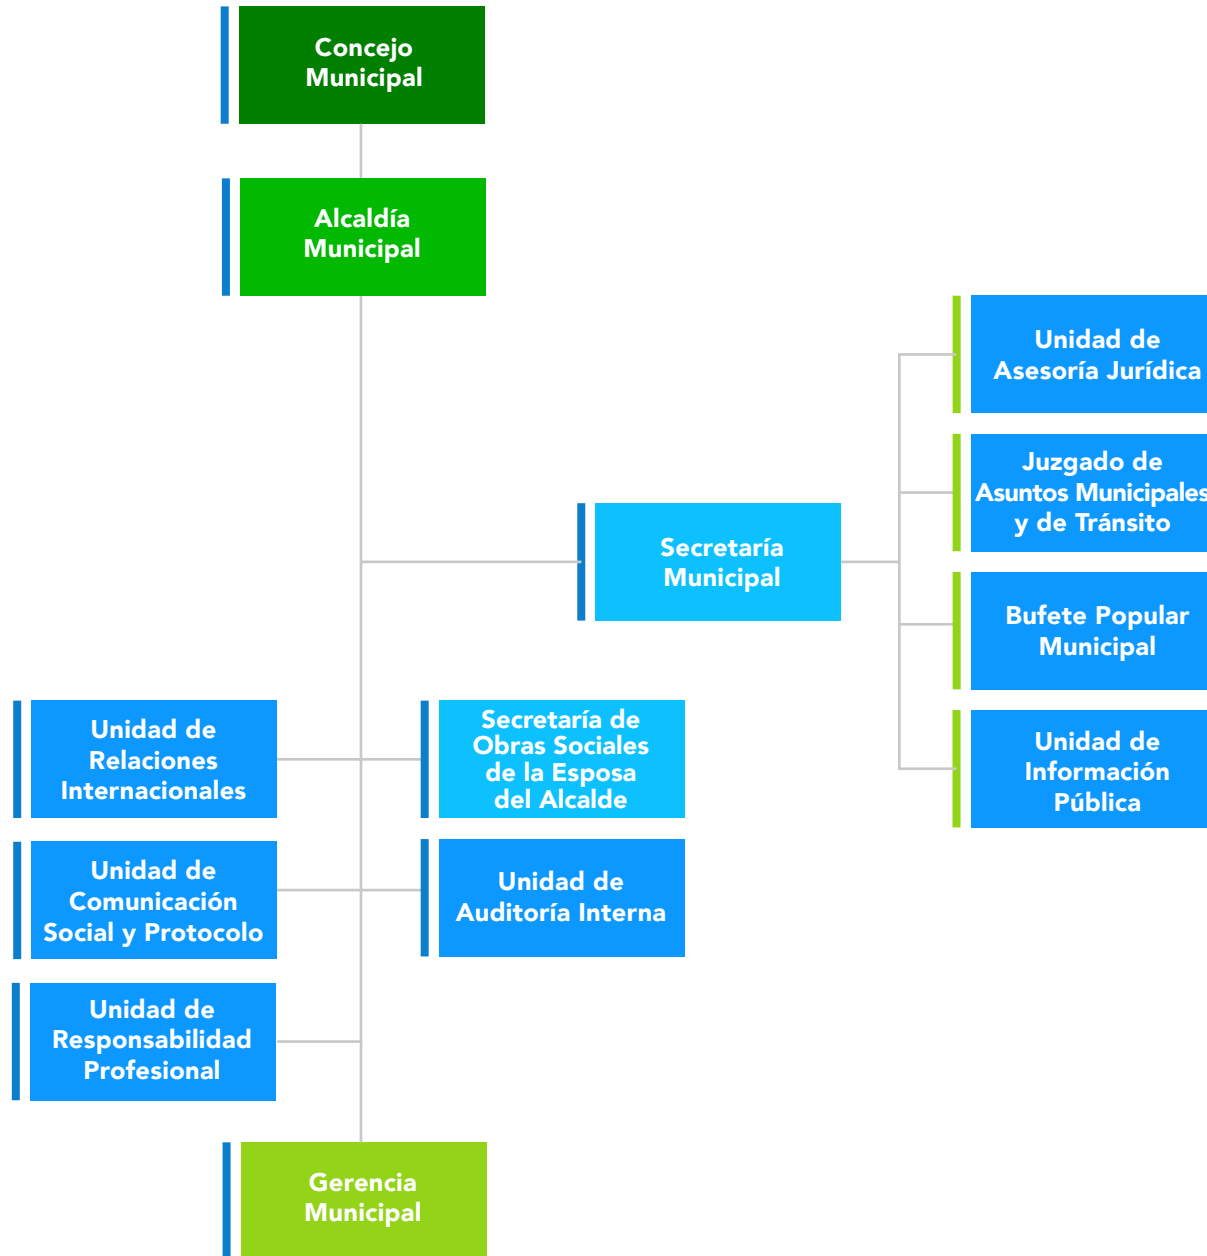 Concejo
Municipal
Alcaldía
Municipal
Unidad de
Asesoría Jurídica
Juzgado de
Asuntos Municipales
y de Tránsito
Secretaría
Municipal
Bufete Popular
Municipal
Unidad de
Información
Pública
Unidad de
Relaciones
Internacionales
Secretaría de
Obras Sociales
de la Esposa
del Alcalde
Unidad de
Comunicación
Social y Protocolo
Unidad de
Auditoría Interna
Unidad de
Responsabilidad
Profesional
Gerencia
Municipal